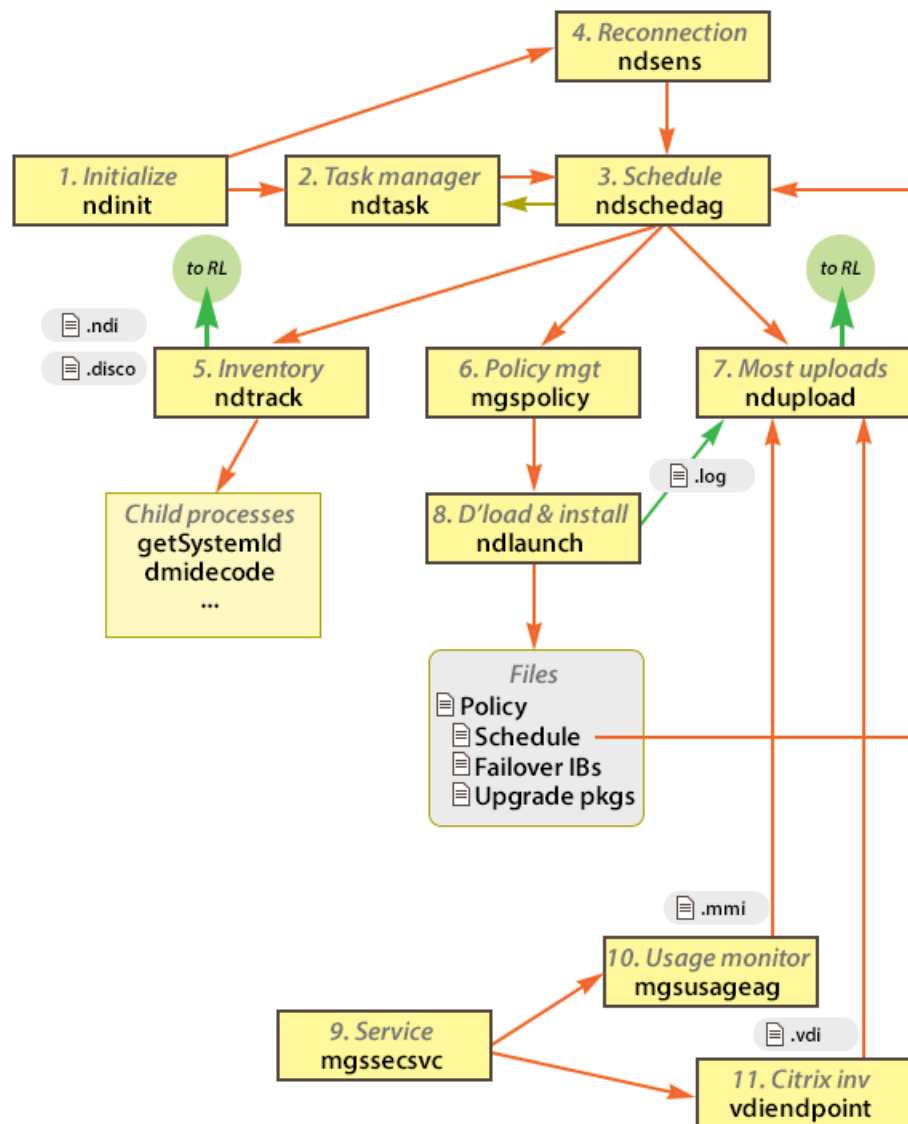 4. Reconnection
ndsens
1. Initialize
ndinit
2. Task manager
ndtask
3. Schedule
ndschedag
to RL
to RL
.ndi
.disco
5. Inventory
ndtrack
6. Policy mgt
mgspolicy
7. Most uploads
ndupload
.log
Child processes
getSystemId
dmidecode
...
8. D’load & install
ndlaunch
Files
Policy
Schedule
Failover IBs
Upgrade pkgs
.mmi
10. Usage monitor
mgsusageag
9. Service
mgssecsvc
.vdi
11. Citrix inv
vdiendpoint